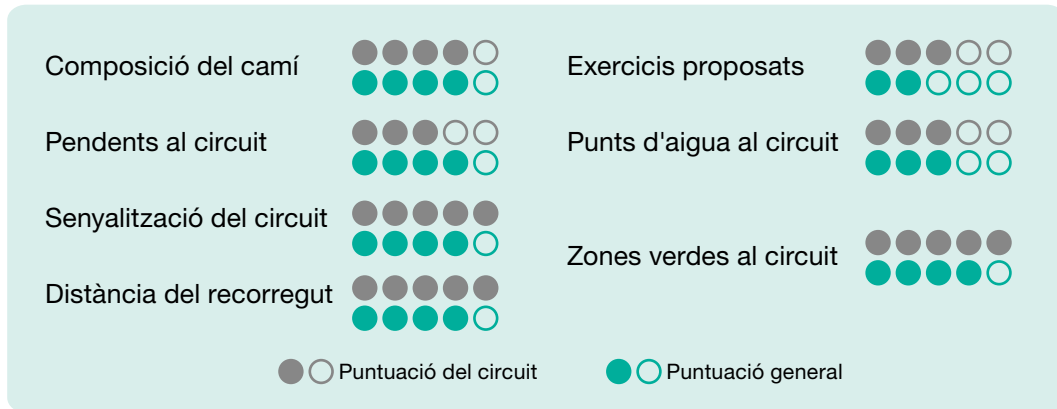 Composició del camí
Pendents al circuit
Senyalització del circuit
Distància del recorregut
Exercicis proposats
Punts d'aigua al circuit
Zones verdes al circuit
Puntuació del circuit
Puntuació general